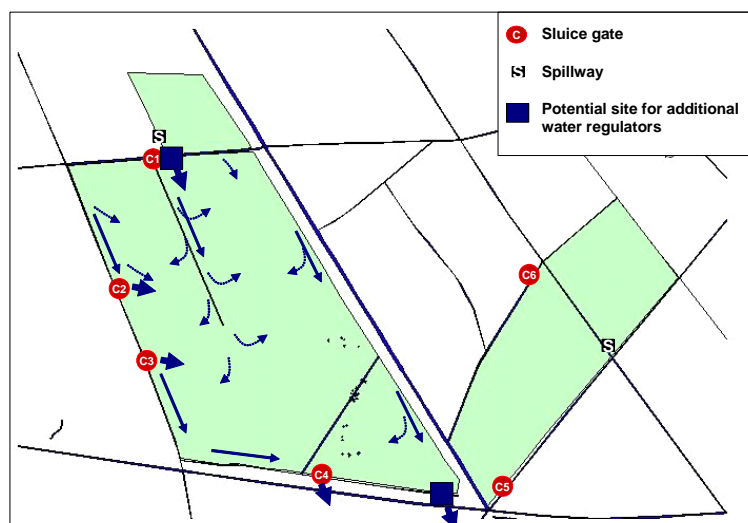 C Sluice gate
S Spillway
Potential site for additional
water regulators
S
C1
C2
C6
S
C3
C4
C5